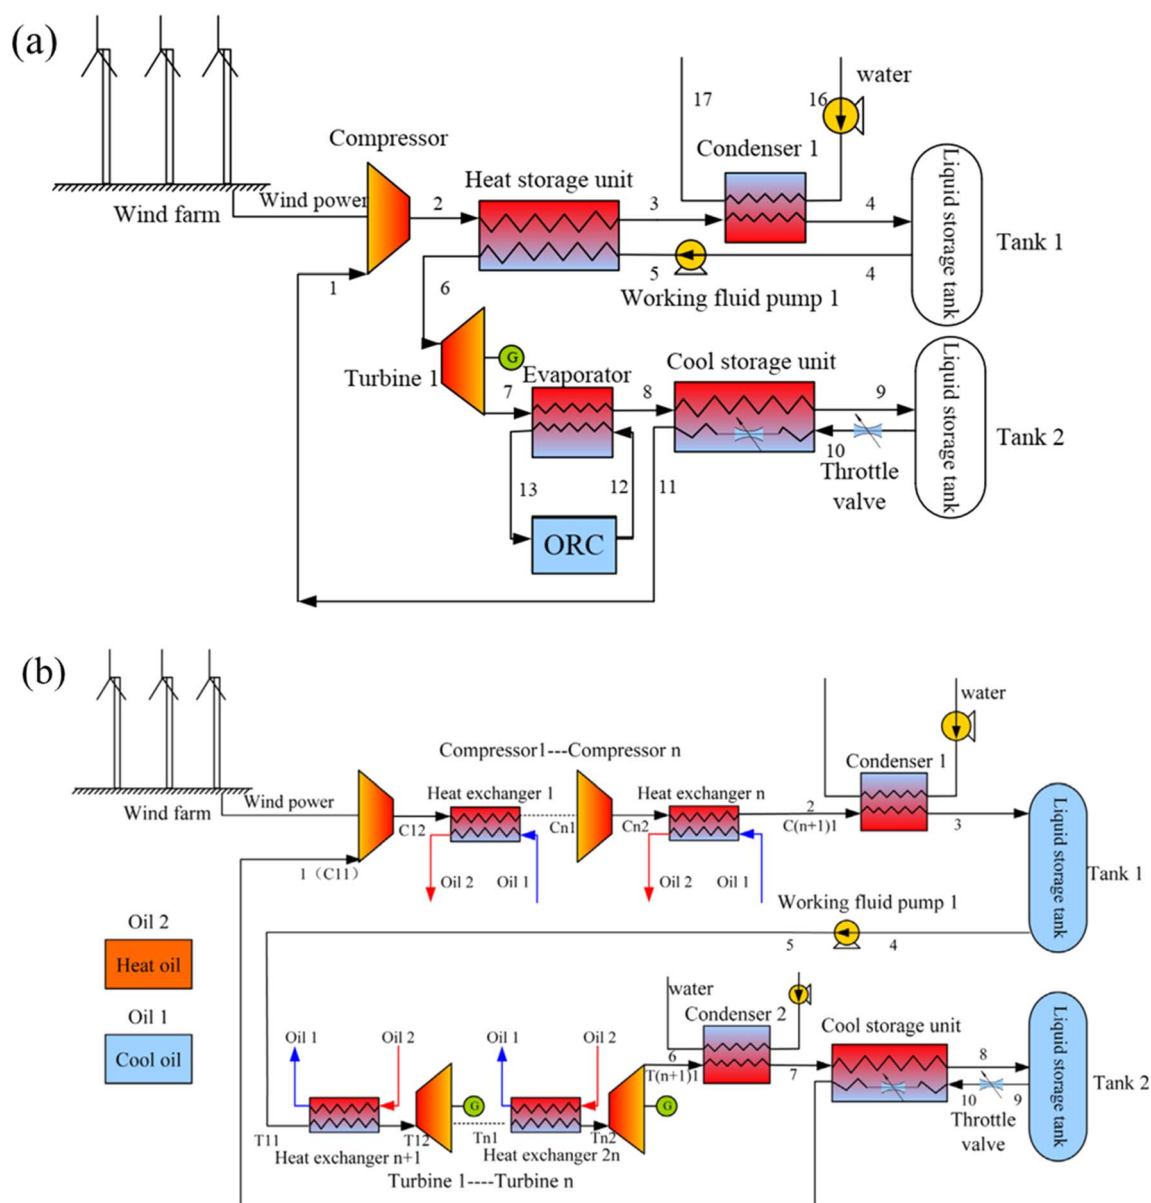 (a)
water
17
16
Compressor
Condenser 1
Heat storage unit
Wind power
2
3
4
Liquid storage tank
Wind farm
Tank 1
1
6
5
4
Working fluid pump 1
G
Turbine 1
7
Evaporator
8
Cool storage unit
9
Liquid storage tank
Tank 2
10
Throttle
valve
13
12
11
ORC
(b)
water
Compressor1---Compressor n
Condenser 1
Wind power
Heat exchanger 1
Heat exchanger n
Wind farm
C12
Cn1
Cn2
2
C(n+1)1
3
Liquid storage tank
Tank 1
1（C11）
Oil 2
Oil 1
Oil 2
Oil 1
Working fluid pump 1
5
4
Oil 2
Heat oil
Oil 1
Cool oil
water
Condenser 2
Cool storage unit
Liquid storage tank
Oil 1
Oil 2
Oil 1
Oil 2
6
T(n+1)1
7
8
Tank 2
G
G
10
9
Throttle
valve
T11
T12
Tn1
Tn2
Heat exchanger n+1
Heat exchanger 2n
Turbine 1----Turbine n